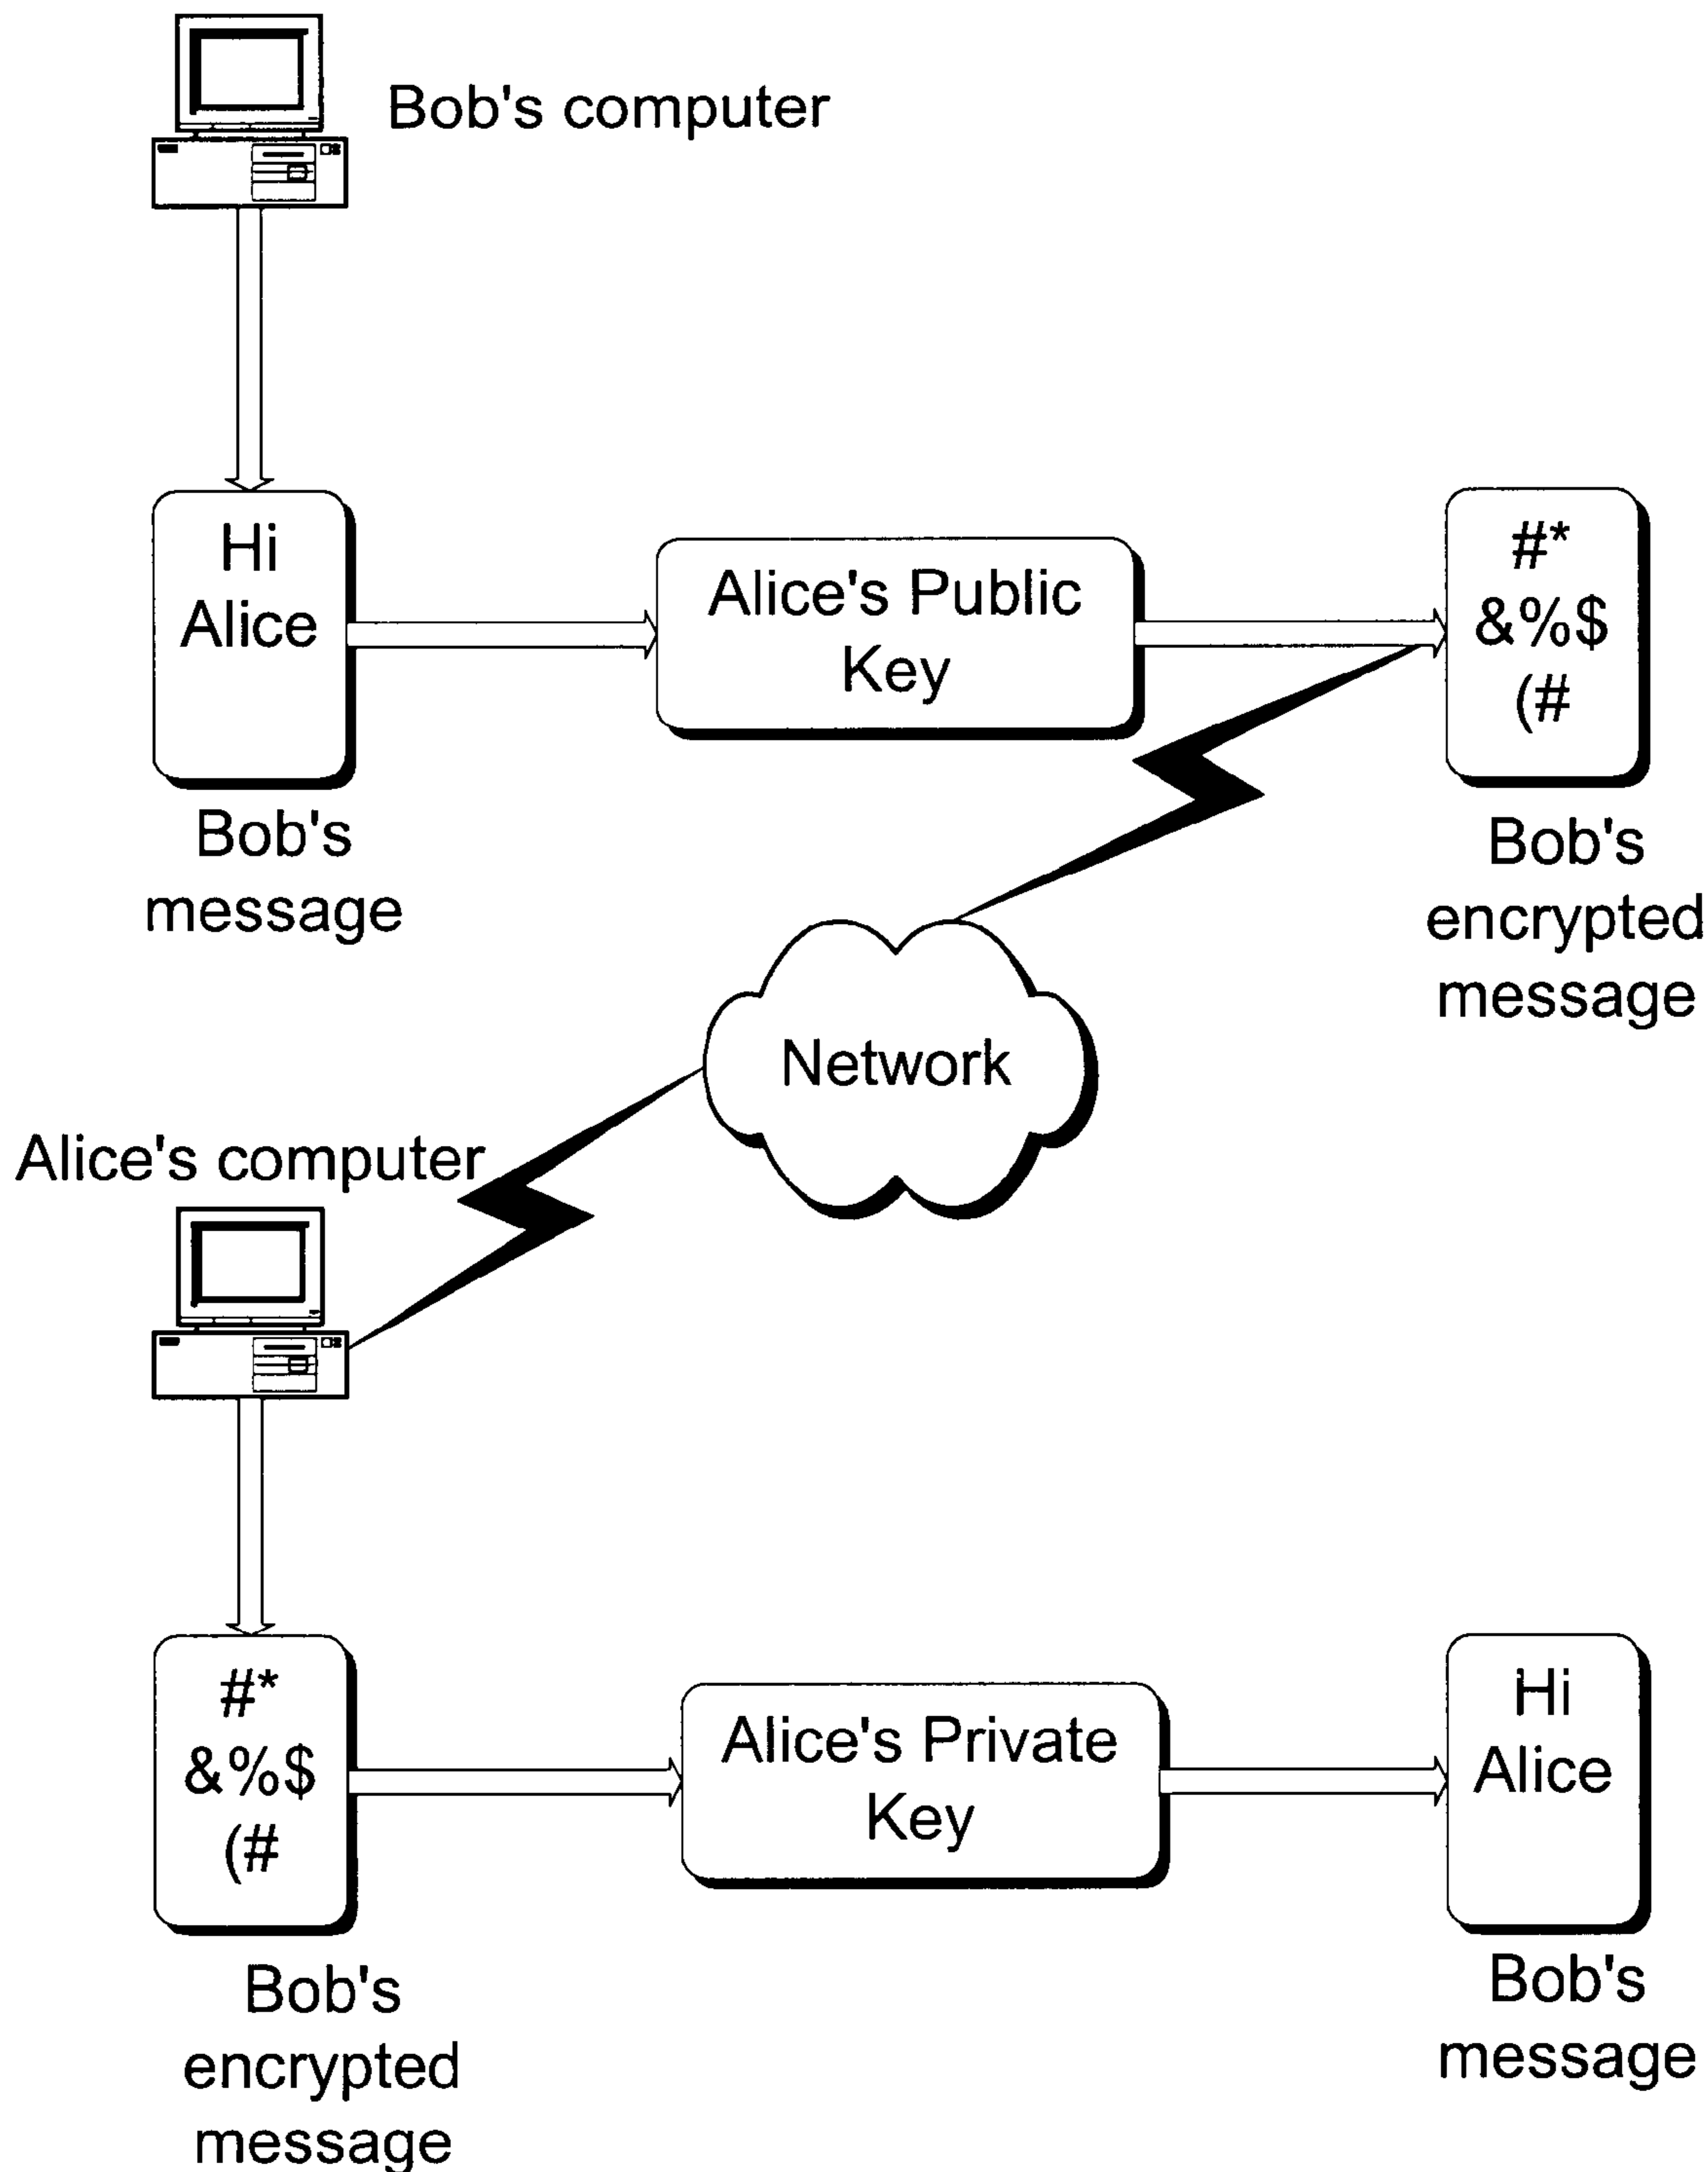 Bob's computer
Hi
Alice
Alice's Public
Key
#*
&%$
(#
Bob's
message
Bob's
encrypted
message
Network
Alice's computer
#*
&%$
(#
Alice's Private
Key
Hi
Alice
Bob's
encrypted
message
Bob's
message